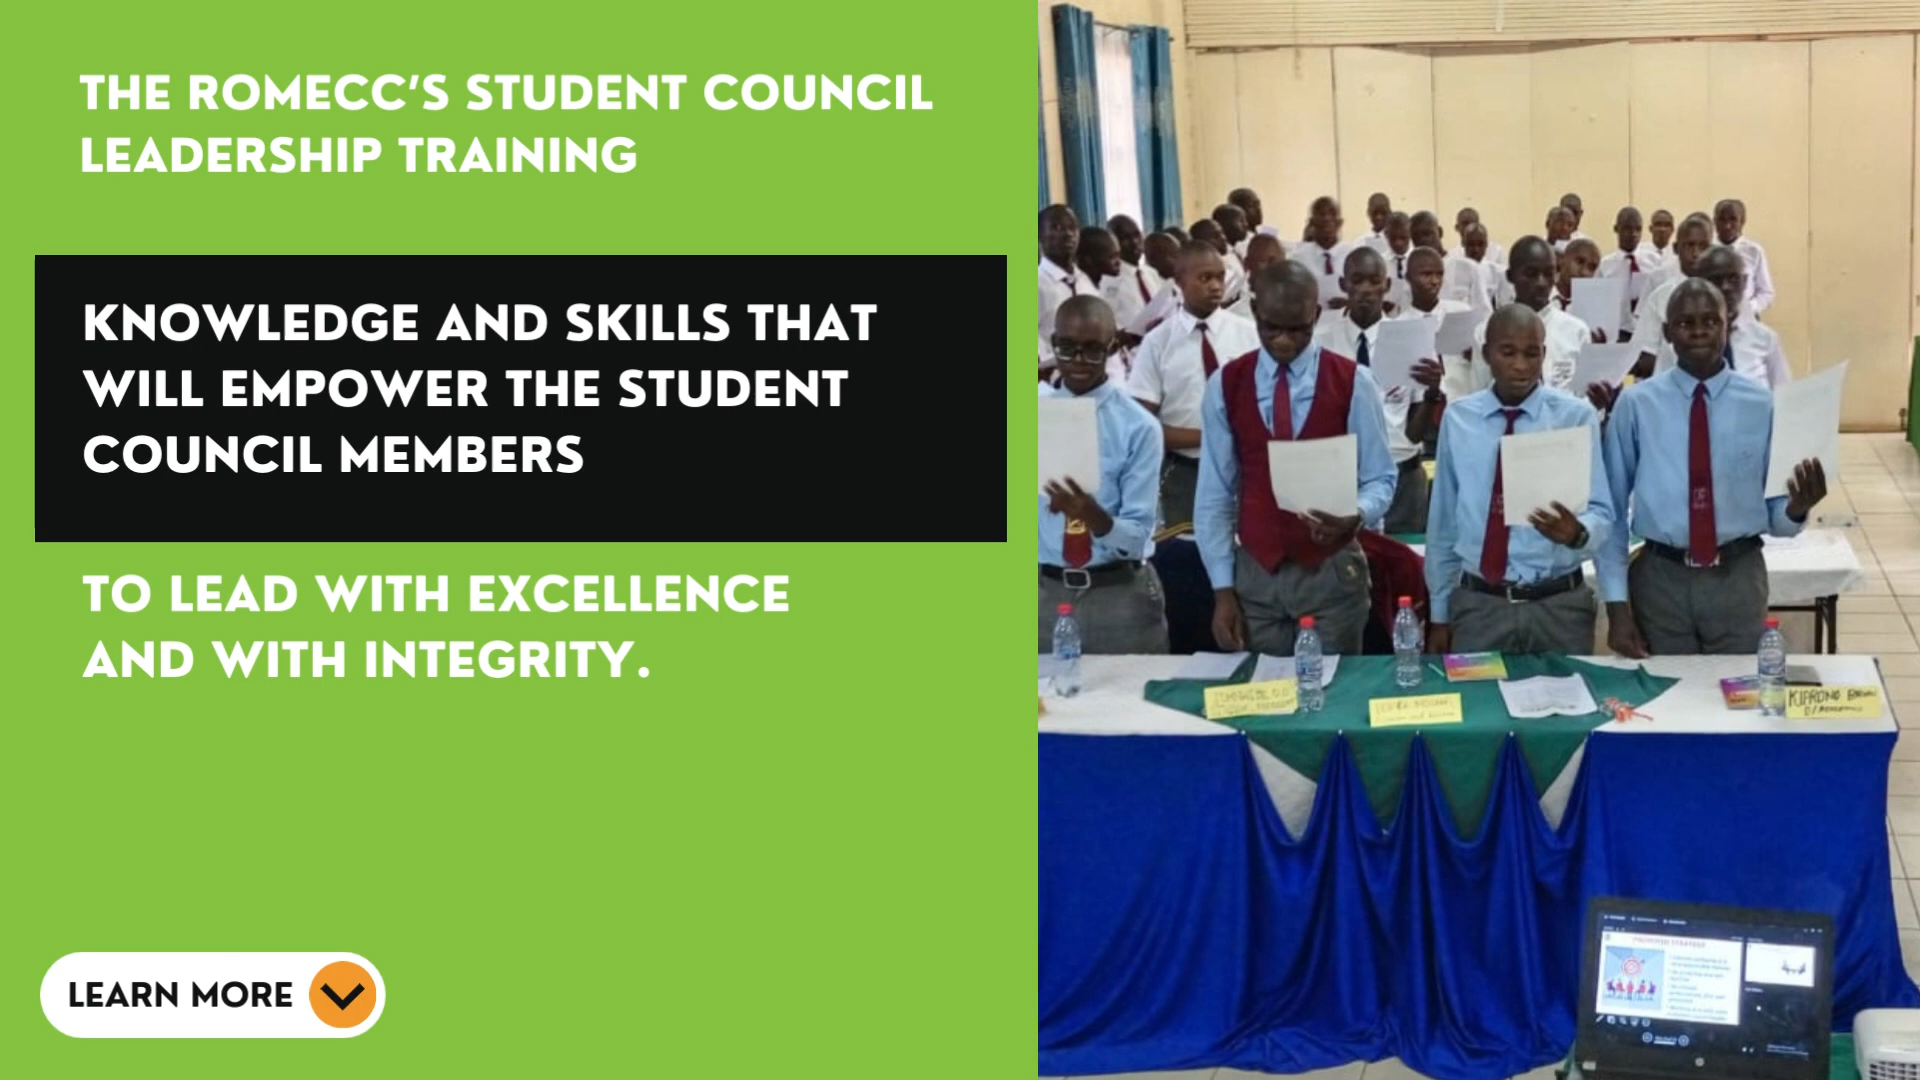 THE ROMECC'S STUDENT COUNCIL
LEADERSHIP TRAINING
KNOWLEDGE AND SKILLS THAT
WILL EMPOWER THE STUDENT
COUNCIL MEMBERS
TO LEAD WITH EXCELLENCE
AND WITH INTEGRITY.
LEARN MORE